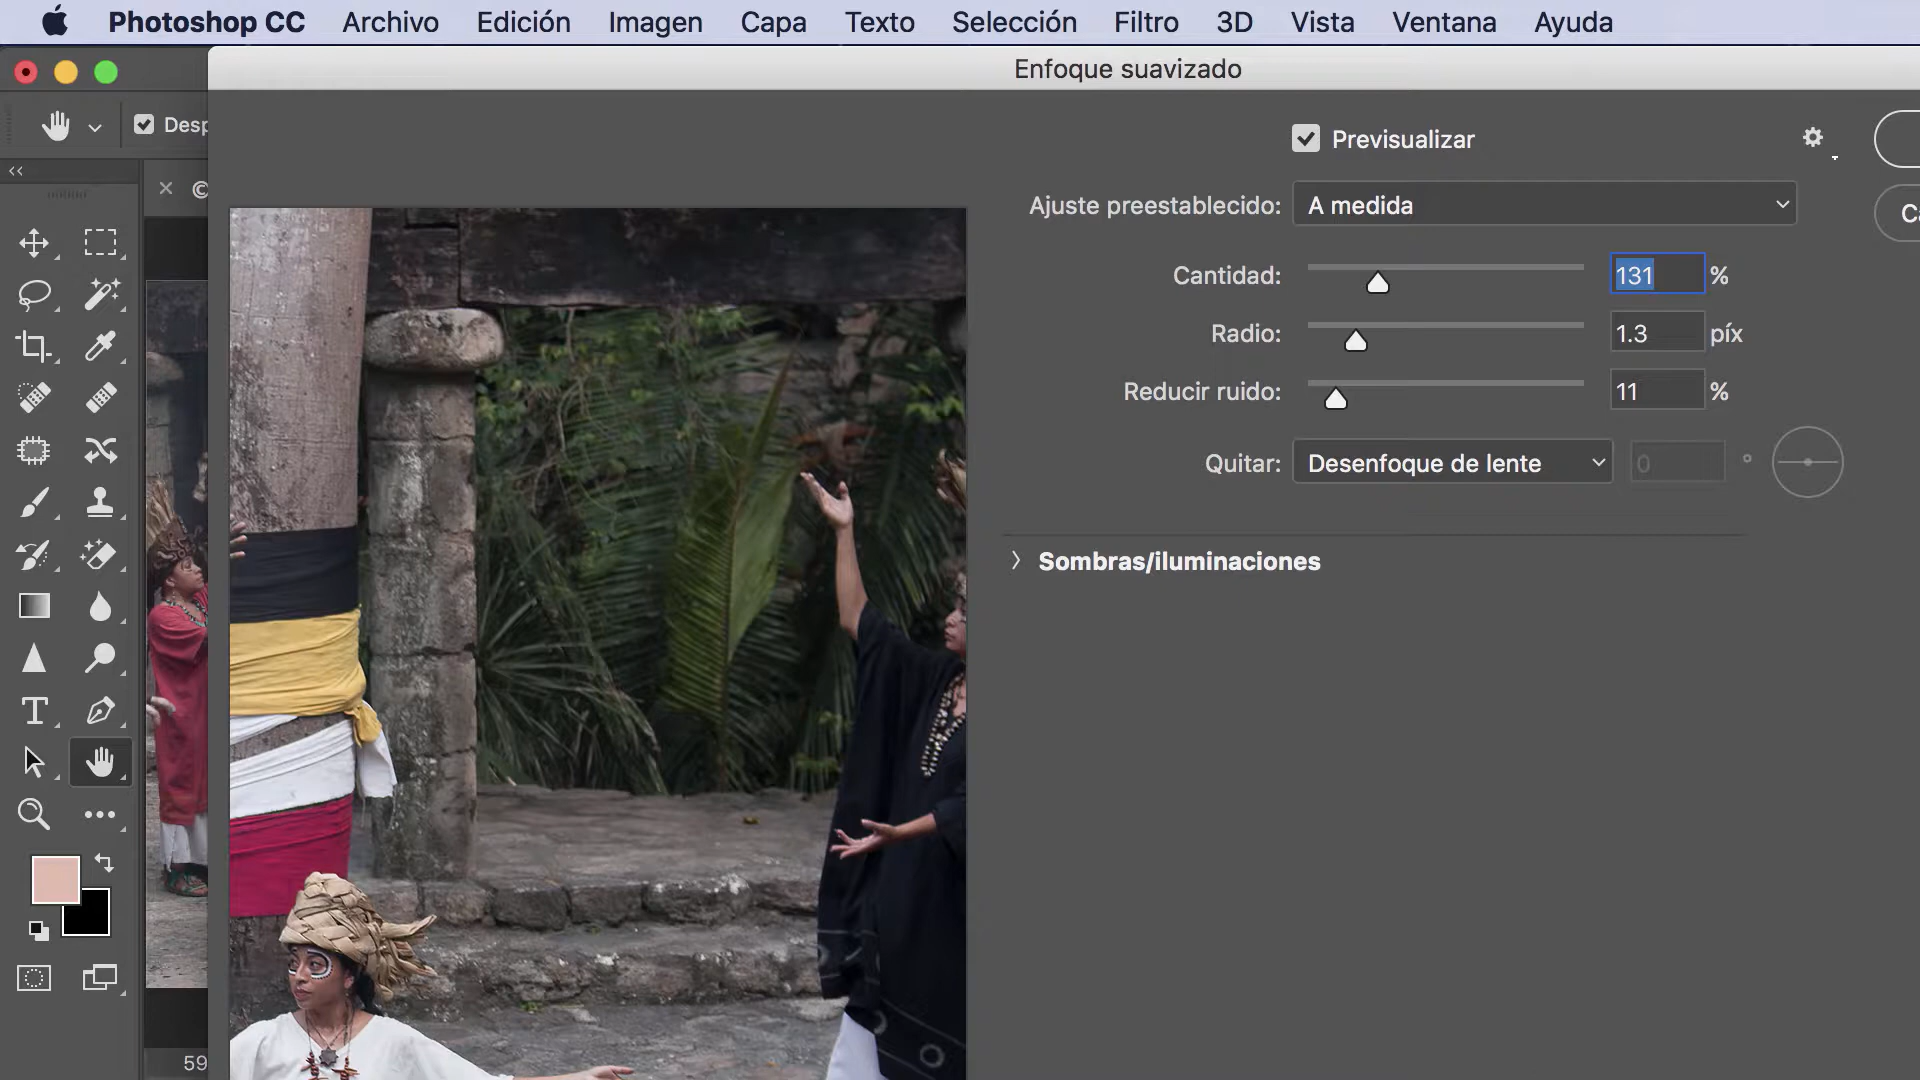 Photoshop CC Archivo Edición Imagen Capa Texto Selección Filtro 3D Vista Ventana Ayuda
Enfoque suavizado
Desp
Previsualizar
©
Ajuste preestablecido: A medida
Ca
Cantidad: 131 %
Radio: 1.3 píx
Reducir ruido: 11 %
Quitar: Desenfoque de lente 0 °
Sombras/iluminaciones
59